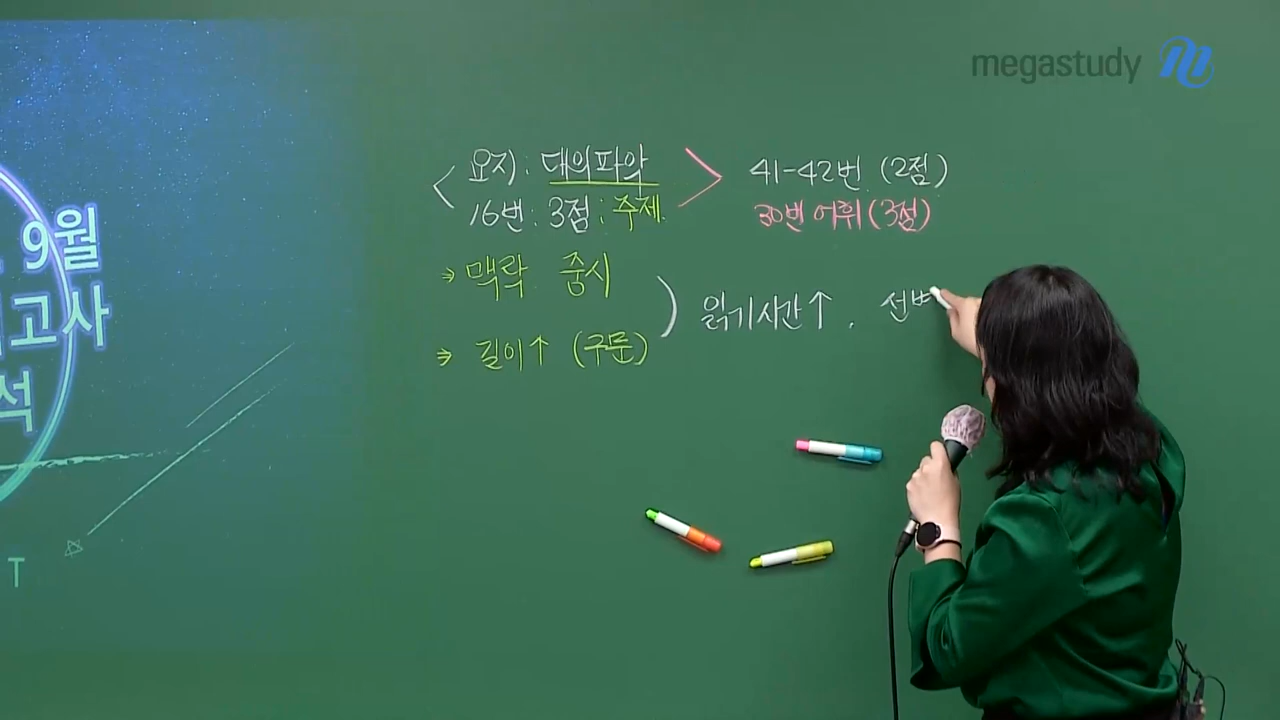 megastudy
요지: 대의파악
16번: 3점: 주제
41-42번 (2점)
30번 어휘 (3점)
→ 맥락 중시
→ 길이↑ (구문)
읽기시간↑,
9월
고사
석
T